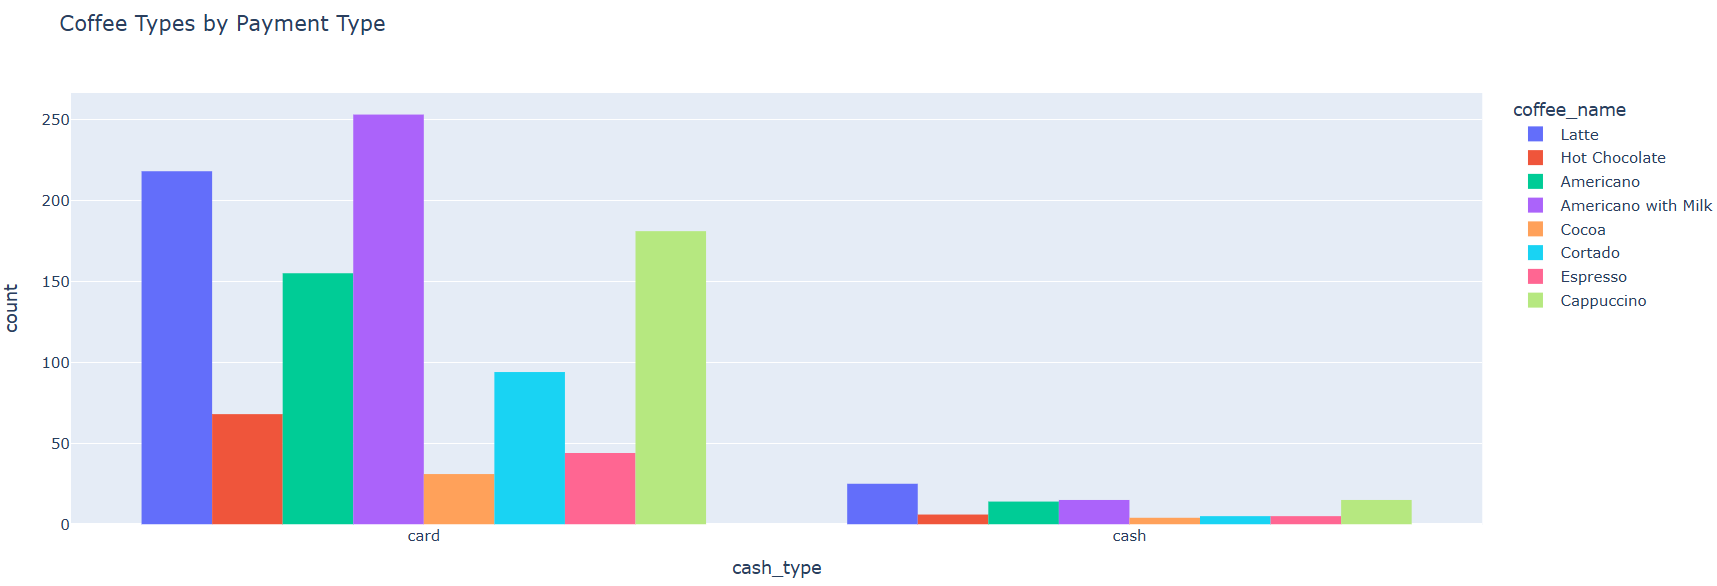 Coffee Types by Payment Type
250
200
150
100
50
0
count
card
cash
cash_type
coffee_name
Latte
Hot Chocolate
Americano
Americano with Milk
Cocoa
Cortado
Espresso
Cappuccino